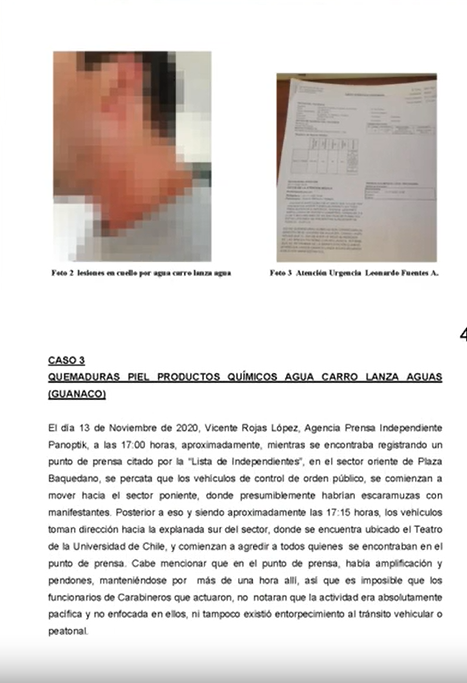 Foto 2 lesiones en cuello por agua carro lanza agua
Foto 3 Atención Urgencia Leonardo Fuentes A.
4
CASO 3
QUEMADURAS PIEL PRODUCTOS QUÍMICOS AGUA CARRO LANZA AGUAS
(GUANACO)
El día 13 de Noviembre de 2020, Vicente Rojas López, Agencia Prensa Independiente
Panoptik, a las 17:00 horas, aproximadamente, mientras se encontraba registrando un
punto de prensa citado por la “Lista de Independientes”, en el sector oriente de Plaza
Baquedano, se percata que los vehículos de control de orden público, se comienzan a
mover hacia el sector poniente, donde presumiblemente habrían escaramuzas con
manifestantes. Posterior a eso y siendo aproximadamente las 17:15 horas, los vehículos
toman dirección hacia la explanada sur del sector, donde se encuentra ubicado el Teatro
de la Universidad de Chile, y comienzan a agredir a todos quienes se encontraban en el
punto de prensa. Cabe mencionar que en el punto de prensa, había amplificación y
pendones, manteniéndose por más de una hora allí, así que es imposible que los
funcionarios de Carabineros que actuaron, no notaran que la actividad era absolutamente
pacífica y no enfocada en ellos, ni tampoco existió entorpecimiento al tránsito vehicular o
peatonal.